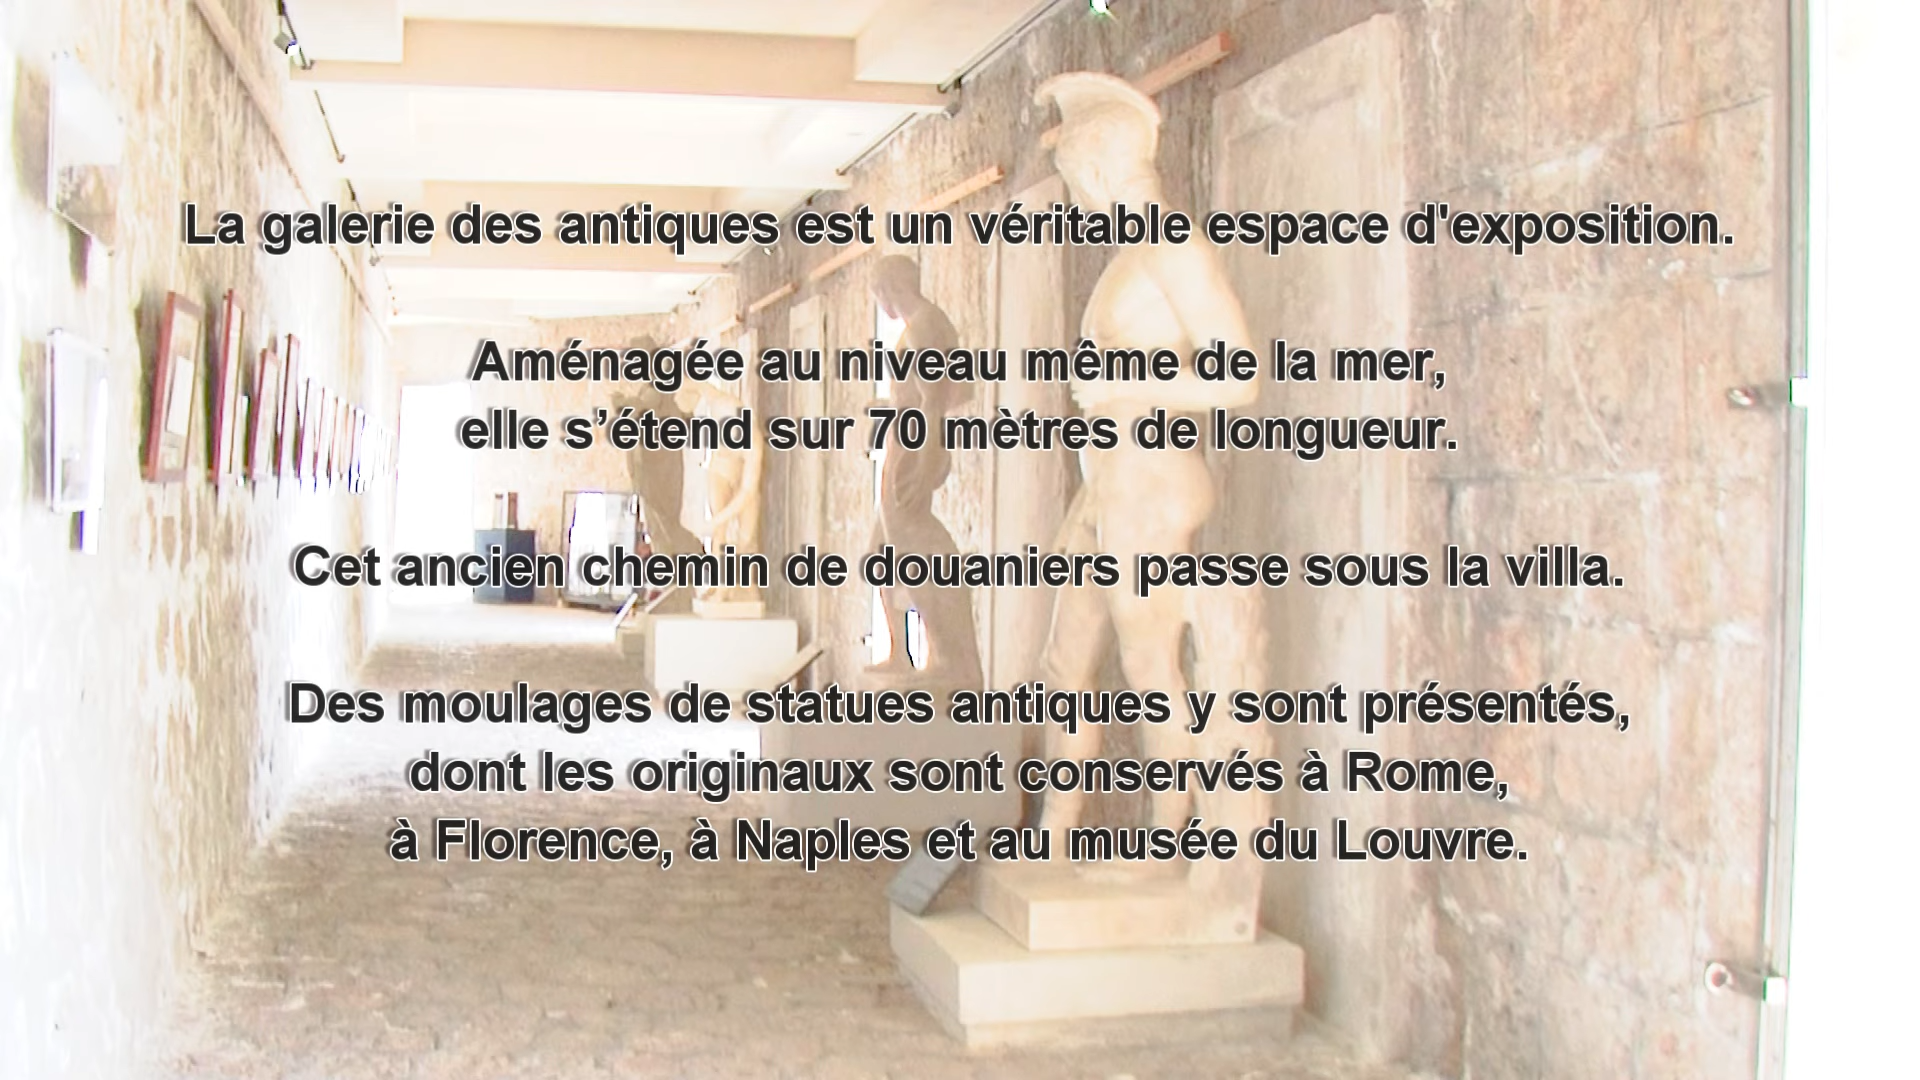 La galerie des antiques est un véritable espace d'exposition.
Aménagée au niveau même de la mer,
elle s’étend sur 70 mètres de longueur.
Cet ancien chemin de douaniers passe sous la villa.
Des moulages de statues antiques y sont présentés,
dont les originaux sont conservés à Rome,
à Florence, à Naples et au musée du Louvre.